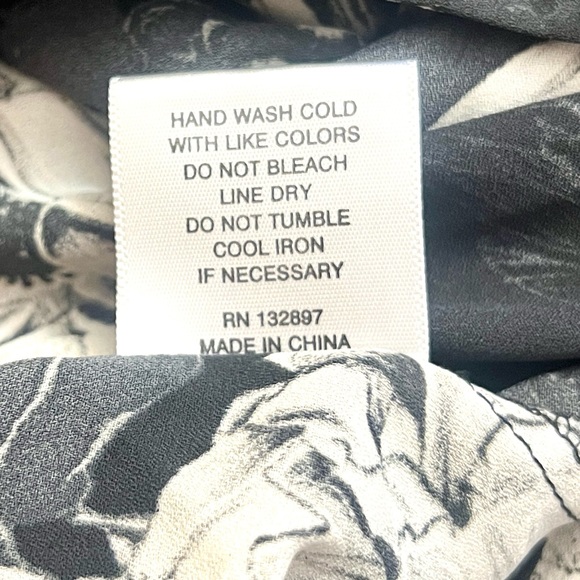 HAND WASH COLD
WITH LIKE COLORS
DO NOT BLEACH
LINE DRY
DO NOT TUMBLE
COOL IRON
IF NECESSARY
RN 132897
MADE IN CHINA